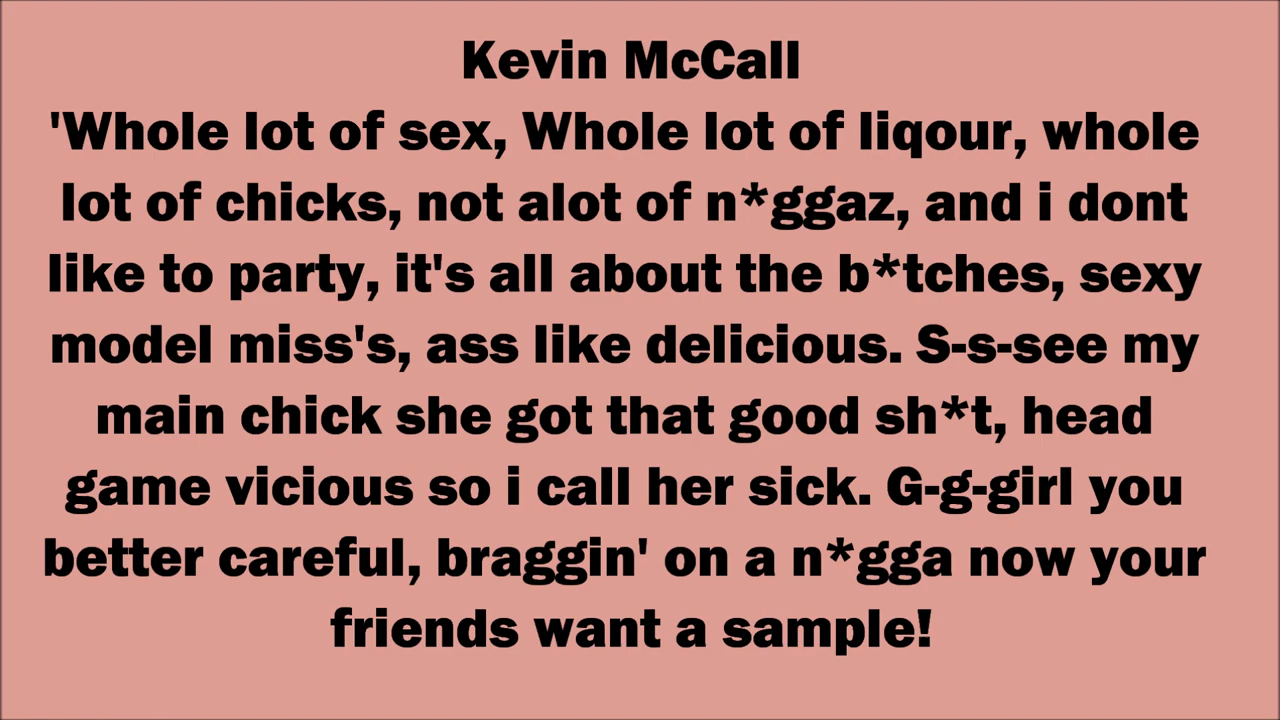 Kevin McCall
'Whole lot of sex, Whole lot of liqour, whole
lot of chicks, not alot of n*ggaz, and i dont
like to party, it's all about the b*tches, sexy
model miss's, ass like delicious. S-s-see my
main chick she got that good sh*t, head
game vicious so i call her sick. G-g-girl you
better careful, braggin' on a n*gga now your
friends want a sample!